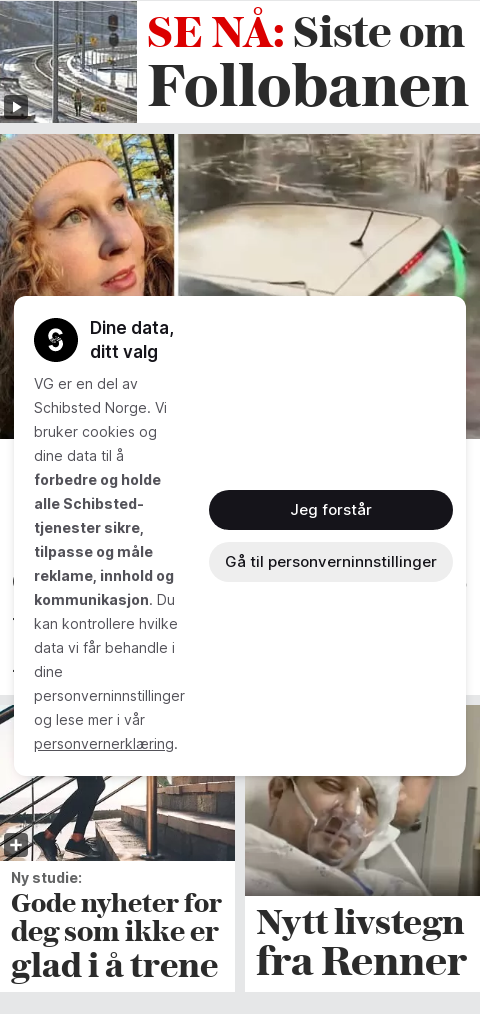 SE NÅ: Siste om
Follobanen
Dine data,
ditt valg
VG er en del av
Schibsted Norge. Vi
bruker cookies og
dine data til å
forbedre og holde
alle Schibsted-
tjenester sikre,
tilpasse og måle
reklame, innhold og
kommunikasjon. Du
kan kontrollere hvilke
data vi får behandle i
dine
personverninnstillinger
og lese mer i vår
personvernerklæring.
Jeg forstår
Gå til personverninnstillinger
Ny studie:
Gode nyheter for
deg som ikke er
glad i å trene
Nytt livstegn
fra Renner